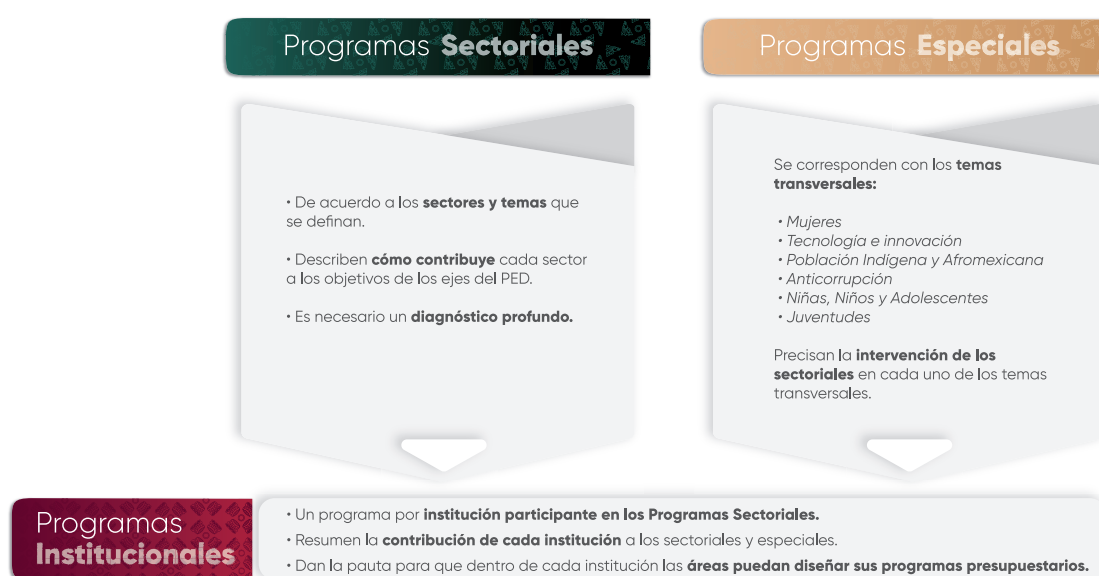 Programas Sectoriales
• De acuerdo a los sectores y temas que
se definan.
• Describen cómo contribuye cada sector
a los objetivos de los ejes del PED.
• Es necesario un diagnóstico profundo.
Programas Especiales
Se corresponden con los temas
transversales:
• Mujeres
• Tecnología e innovación
• Población Indígena y Afromexicana
• Anticorrupción
• Niñas, Niños y Adolescentes
• Juventudes
Precisan la intervención de los
sectoriales en cada uno de los temas
transversales.
Programas
Institucionales
• Un programa por institución participante en los Programas Sectoriales.
• Resumen la contribución de cada institución a los sectoriales y especiales.
• Dan la pauta para que dentro de cada institución las áreas puedan diseñar sus programas presupuestarios.